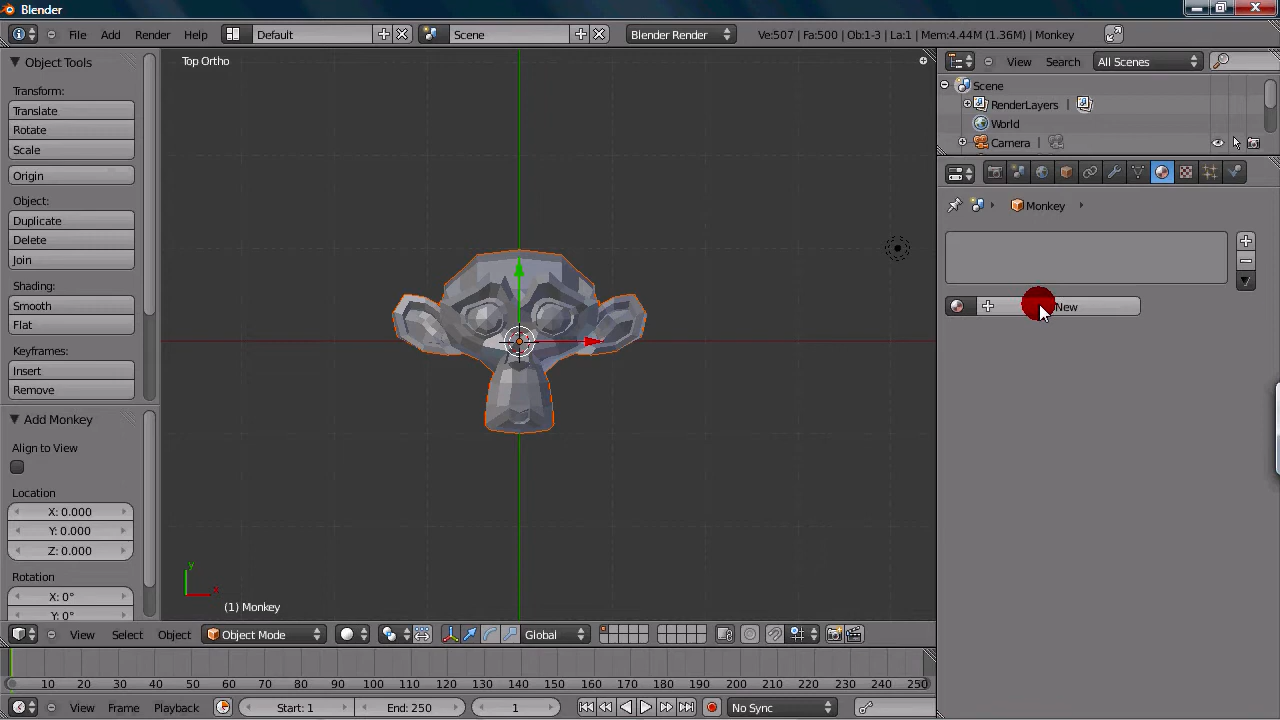 Blender
File Add Render Help Default Scene Blender Render Ve:507 | Fa:500 | Ob:1-3 | La:1 | Mem:4.44M (1.36M) | Monkey
Object Tools
Transform:
Translate
Rotate
Scale
Origin
Object:
Duplicate
Delete
Join
Shading:
Smooth
Flat
Keyframes:
Insert
Remove
Add Monkey
Align to View
Location
X: 0.000
Y: 0.000
Z: 0.000
Rotation
X: 0°
Y: 0°
Top Ortho
y
x
(1) Monkey
View Select Object Object Mode Global
View Search All Scenes
Scene
RenderLayers |
World
Camera |
Monkey
New
10 20 30 40 50 60 70 80 90 100 110 120 130 140 150 160 170 180 190 200 210 220 230 240 250
View Frame Playback Start: 1 End: 250 1 No Sync